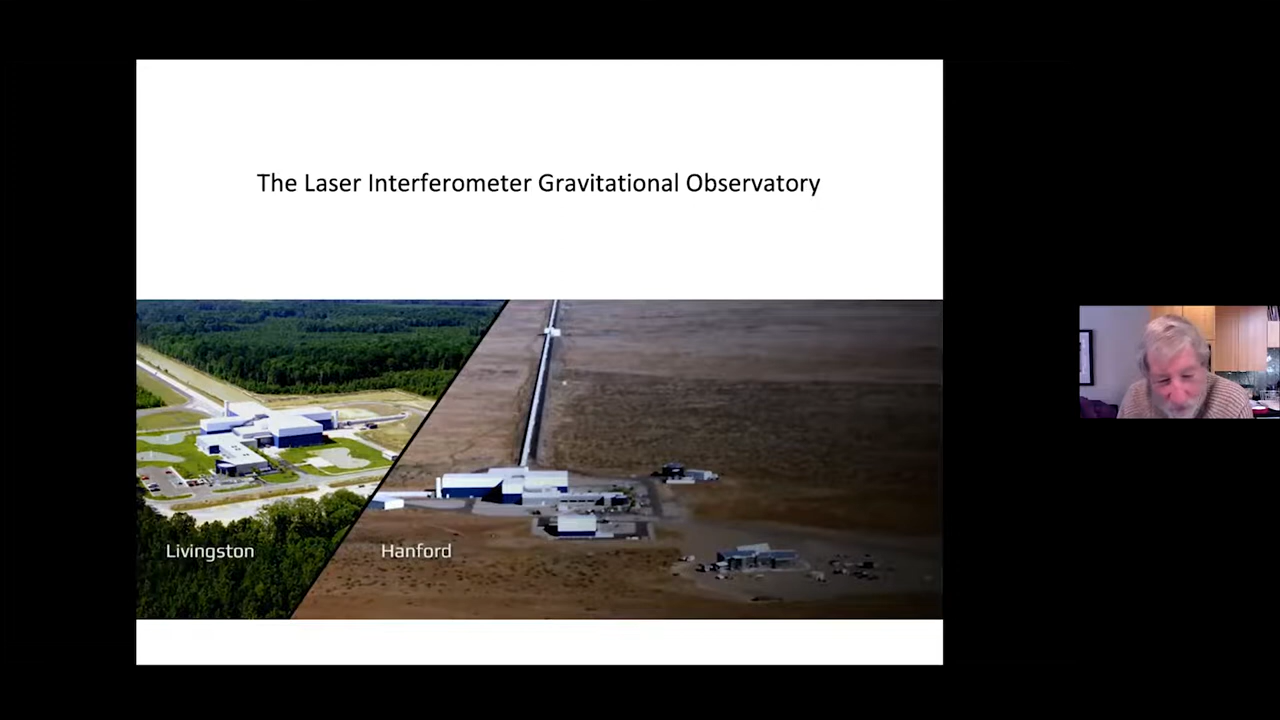 The Laser Interferometer Gravitational Observatory
Livingston
Hanford